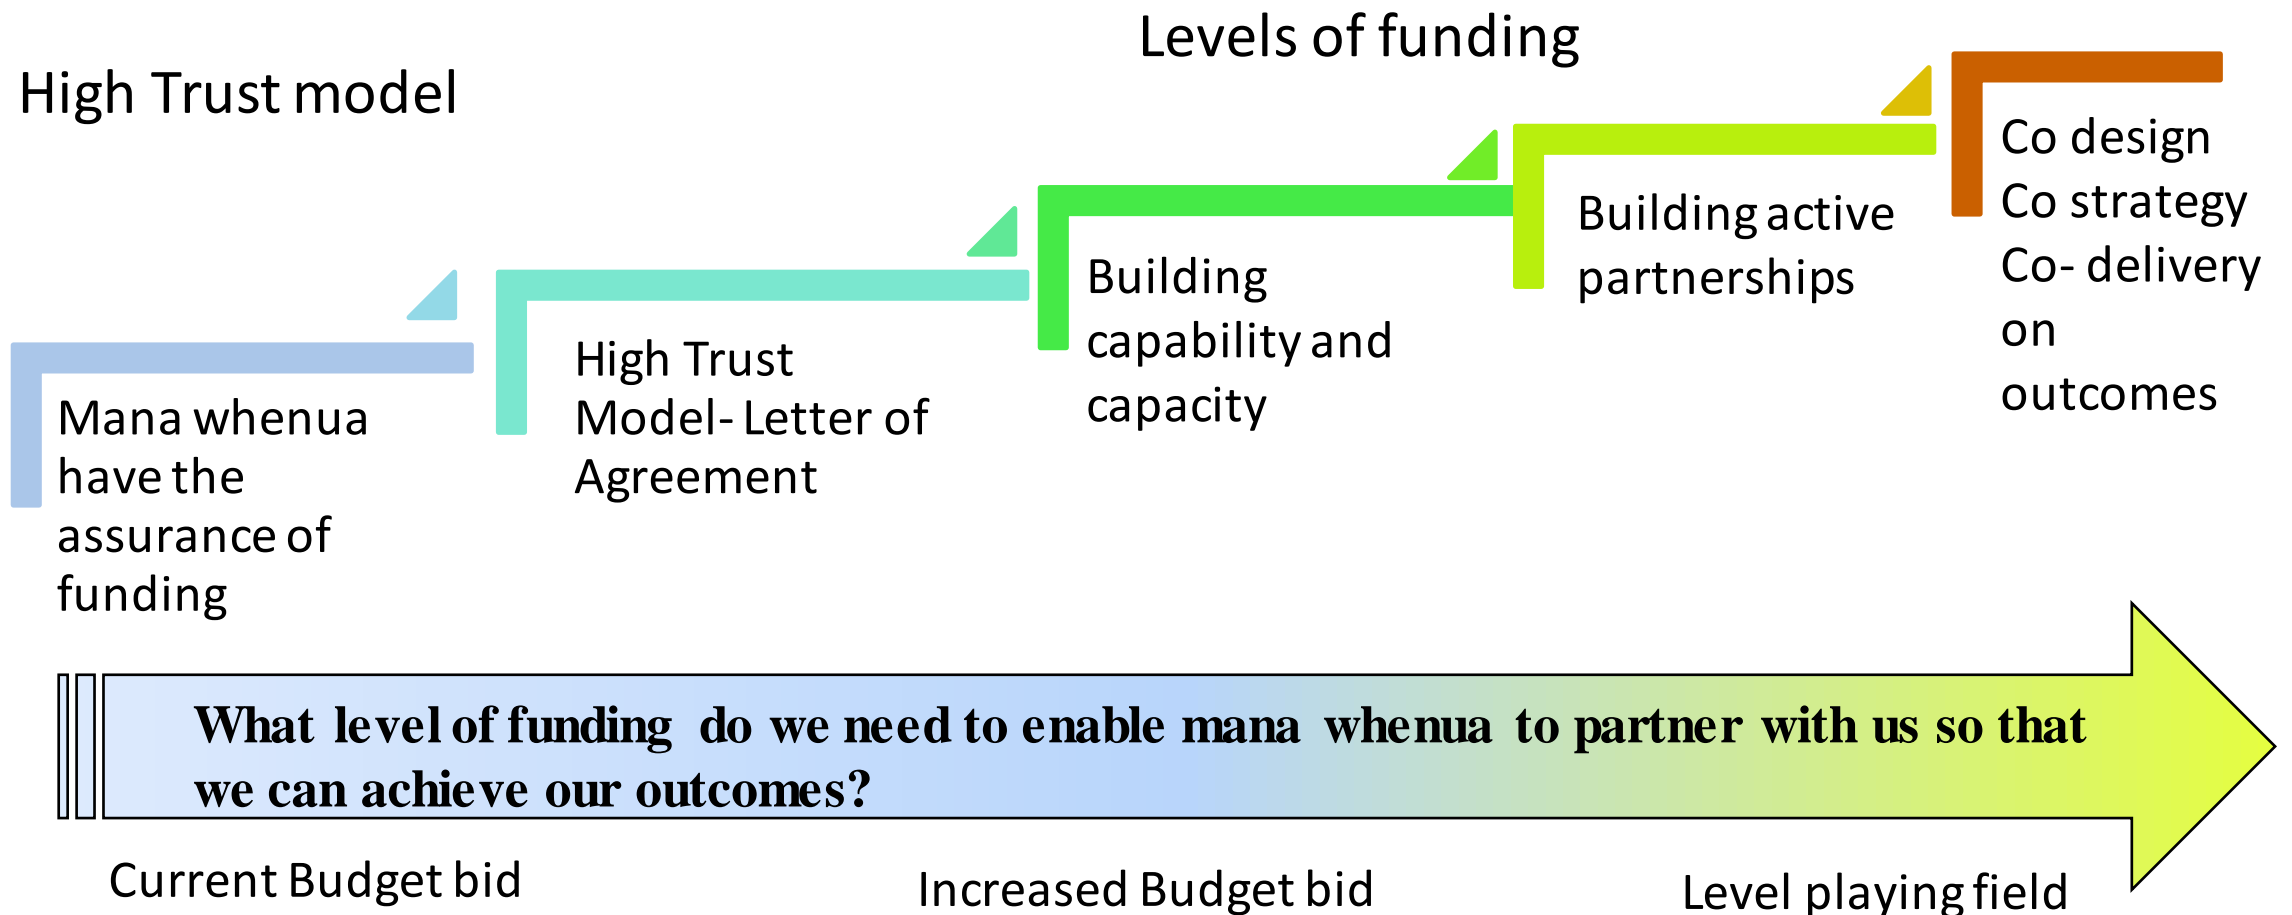 High Trust model
Levels of funding
Mana whenua
have the
assurance of
funding
High Trust
Model- Letter of
Agreement
Building
capability and
capacity
Building active
partnerships
Co design
Co strategy
Co- delivery
on
outcomes
What level of funding do we need to enable mana whenua to partner with us so that
we can achieve our outcomes?
Current Budget bid
Increased Budget bid
Level playing field